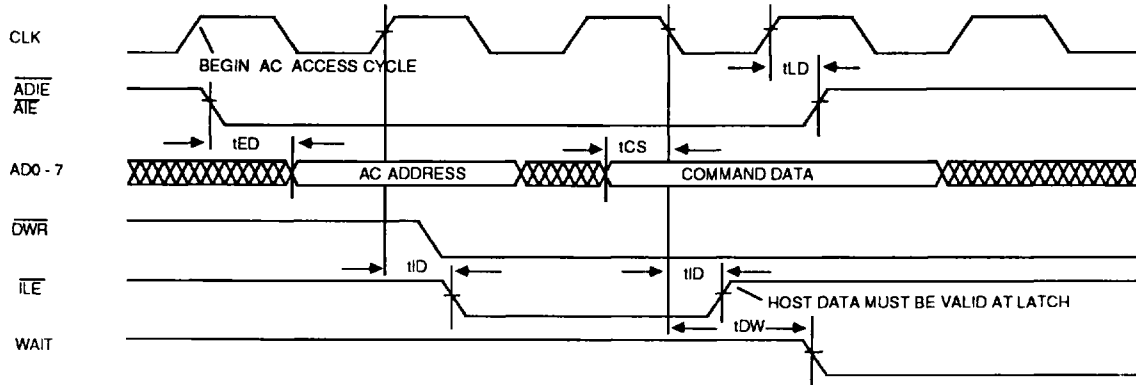 CLK
BEGIN AC ACCESS CYCLE
tLD
ADIE
AIE
tED
tCS
AD0 - 7
AC ADDRESS
COMMAND DATA
DWR
tID
tID
ILE
HOST DATA MUST BE VALID AT LATCH
tDW
WAIT